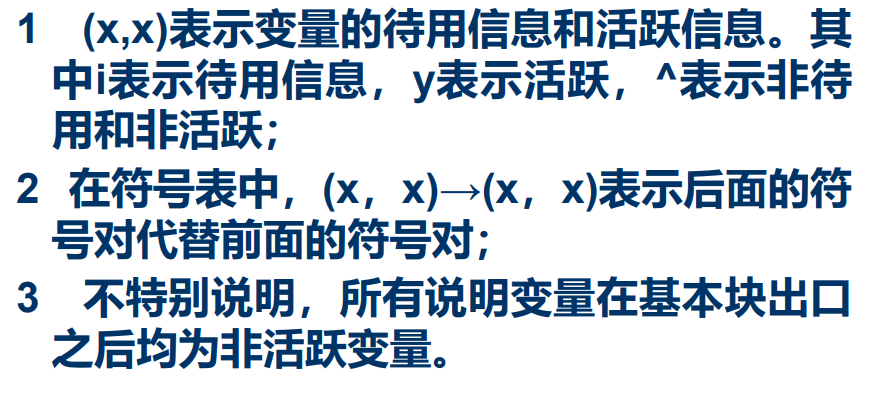 1 (x,x)表示变量的待用信息和活跃信息。其
中i表示待用信息，y表示活跃，^表示非待
用和非活跃；
2 在符号表中，(x，x)→(x，x)表示后面的符
号对代替前面的符号对；
3 不特别说明，所有说明变量在基本块出口
之后均为非活跃变量。